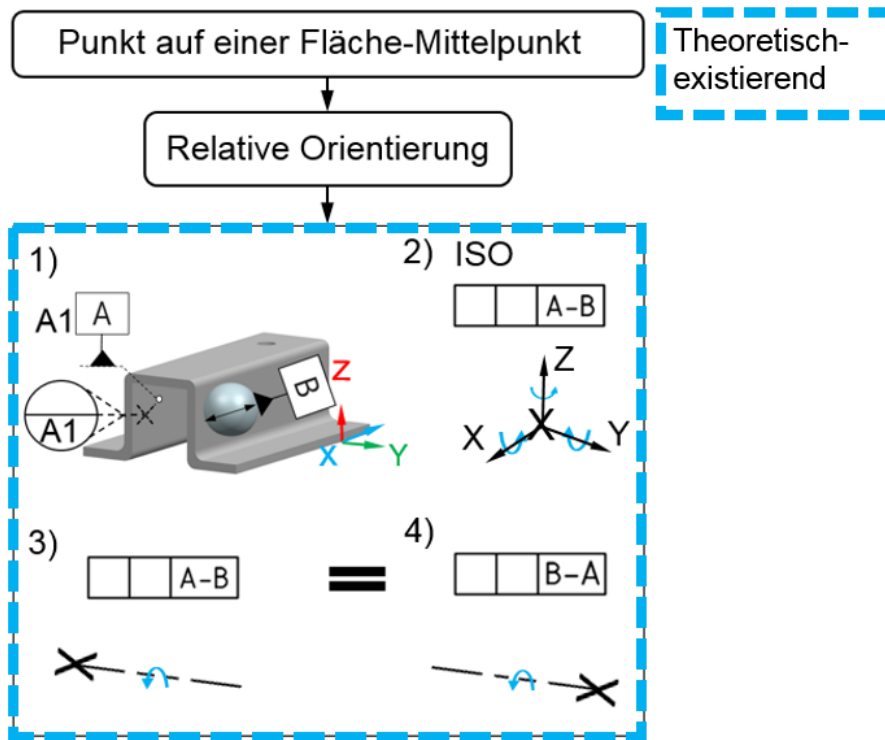 Punkt auf einer Fläche-Mittelpunkt
Theoretisch-
existierend
Relative Orientierung
1)
2) ISO
A-B
A1 A
A1
B
Z
X
Y
Z
X
Y
3)
A-B
=
4)
B-A